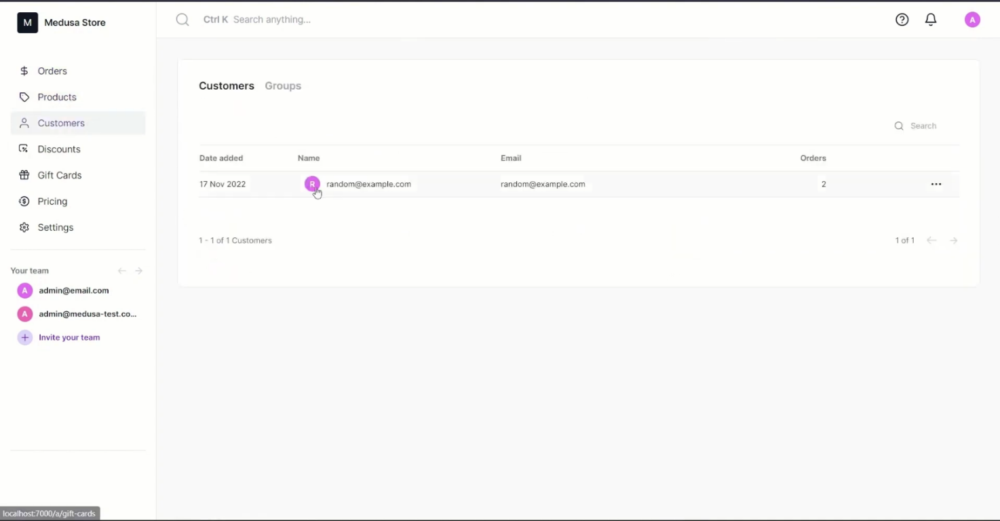 M Medusa Store
Ctrl K Search anything...
A
Orders
Products
Customers
Discounts
Gift Cards
Pricing
Settings
Your team
A admin@email.com
A admin@medusa-test.co...
+ Invite your team
Customers Groups
Search
Date added Name Email Orders
17 Nov 2022 R random@example.com random@example.com 2 ...
1 - 1 of 1 Customers 1 of 1
localhost:7000/a/gift-cards